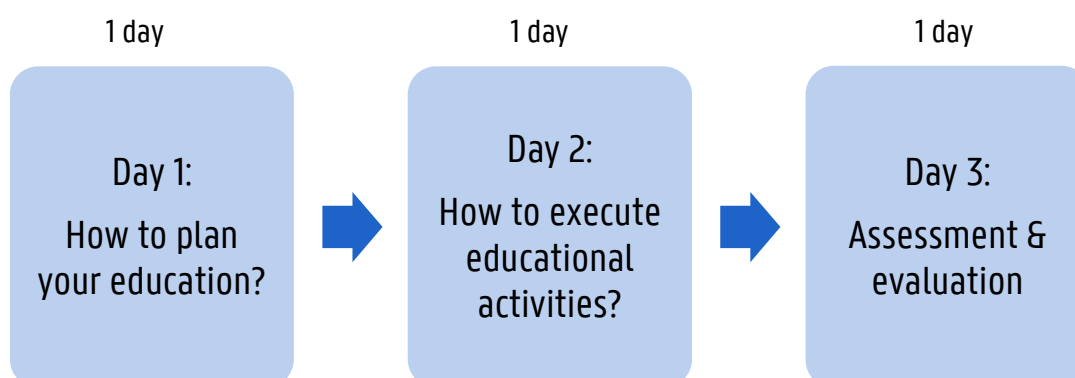 1 day
1 day
1 day
Day 1:
How to plan
your education?
Day 2:
How to execute
educational
activities?
Day 3:
Assessment &
evaluation